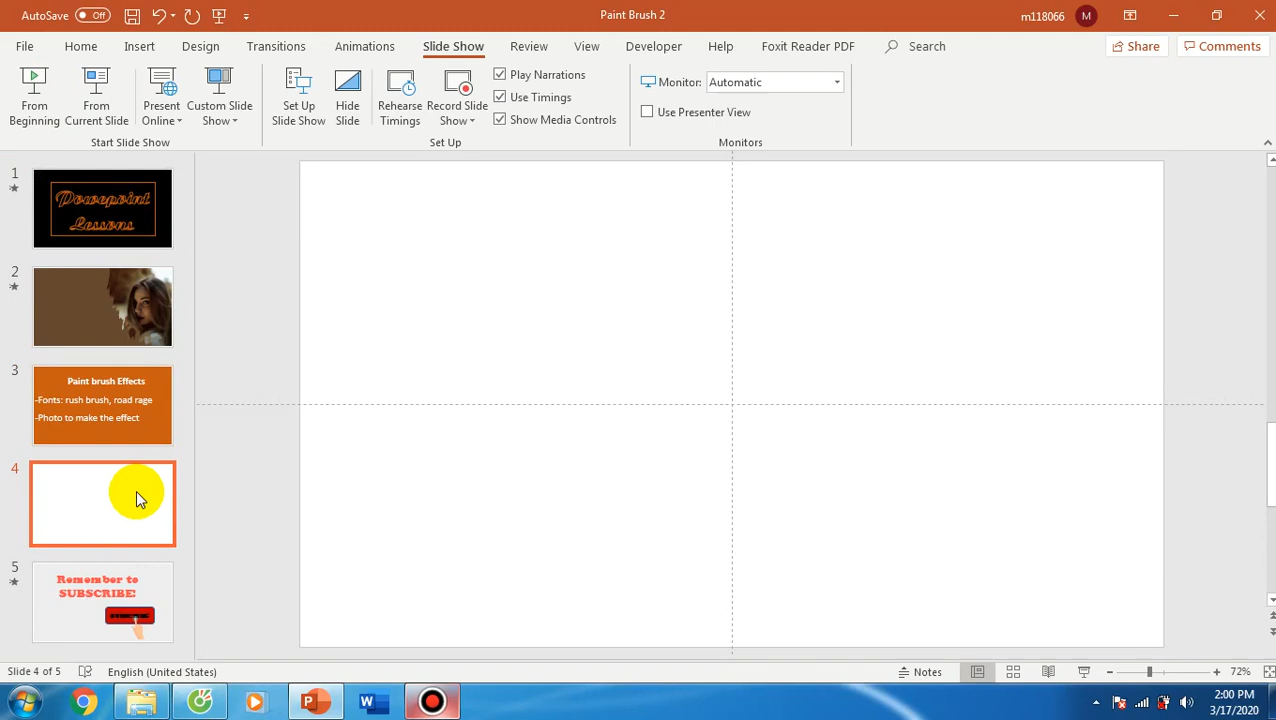 AutoSave Off
Paint Brush 2
m118066 M
File Home Insert Design Transitions Animations Slide Show Review View Developer Help Foxit Reader PDF Search Share Comments
From Beginning
From Current Slide
Present Online
Custom Slide Show
Set Up Slide Show
Hide Slide
Rehearse Timings
Record Slide Show
Play Narrations
Use Timings
Show Media Controls
Monitor: Automatic
Use Presenter View
Start Slide Show Set Up Monitors
1
Powepoint
Lessons
2
3
Paint brush Effects
-Fonts: rush brush, road rage
-Photo to make the effect
4
5
Remember to
SUBSCRIBE!
Slide 4 of 5 English (United States) Notes 72%
2:00 PM
3/17/2020